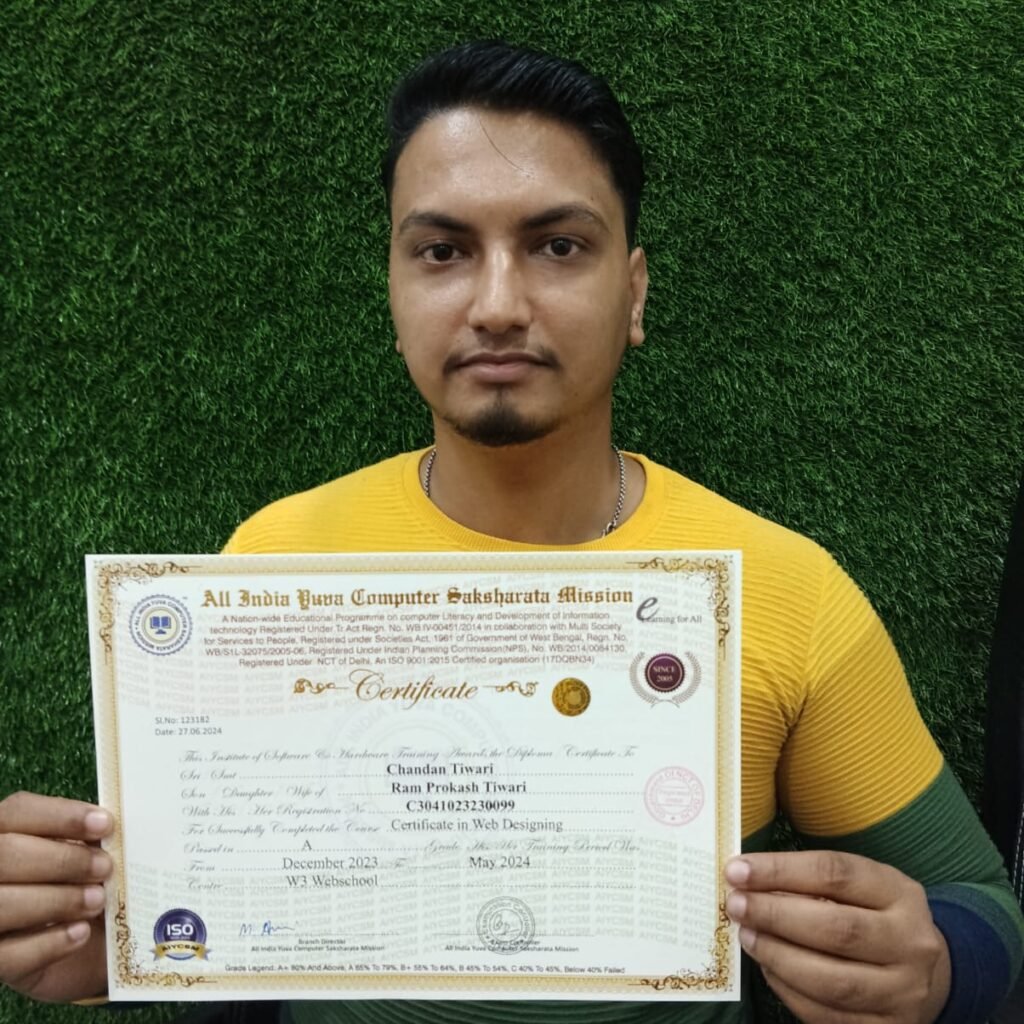 All India Yuva Computer Saksharata Mission
A Nation-wide Educational Programme on computer Literacy and Development of Information
technology Registered Under Tr.Act Regn. No. WB.IV-00451/2014 in collaboration with Multi Society
for Services to People, Registered under Societies Act, 1961 of Government of West Bengal, Regn. No.
WB/S1L-32075/2005-06, Registered Under Indian Planning Commission(NPS), No. WB/2014/0084130,
Registered Under NCT of Delhi, An ISO 9001:2015 Certified organisation (17DQBN34)
e
Learning for All
SINCE
2005
Certificate
Sl.No: 123182
Date: 27.06.2024
This Institute of Software & Hardware Training Awards the Diploma Certificate To
Sri Smt Chandan Tiwari
Son Daughter Wife of Ram Prokash Tiwari
With His Her Registration No C3041023230099
For Successfully Completed the Course Certificate in Web Designing
Passed in A Grade His Her Training Period Was
From December 2023 To May 2024
Centre W3 Webschool
ISO
AIYCSM
Branch Director
All India Yuva Computer Saksharata Mission
All India Yuva Computer Saksharata Mission
Grade Legend: A+ 80% And Above, A 65% To 79%, B+ 55% To 64%, B 45% To 54%, C 40% To 45%, Below 40% Failed